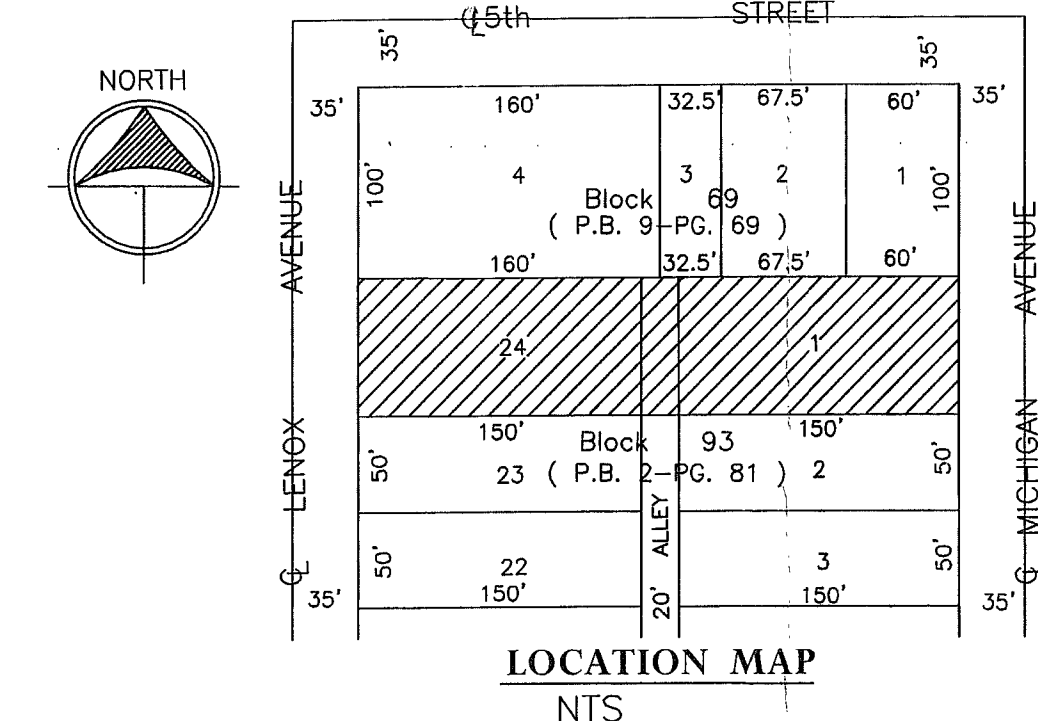 ℄ 5th STREET
NORTH
35' 35'
35' 160' 32.5' 67.5' 60' 35'
100' 4 3 2 1 100'
Block 69
( P.B. 9-PG. 69 )
160' 32.5' 67.5' 60'
℄ LENOX AVENUE
℄ MICHIGAN AVENUE
24 1
150' 150'
Block 93
50' 23 ( P.B. 2-PG. 81 ) 2 50'
20' ALLEY
50' 22 3 50'
35' 150' 150' 35'
LOCATION MAP
NTS